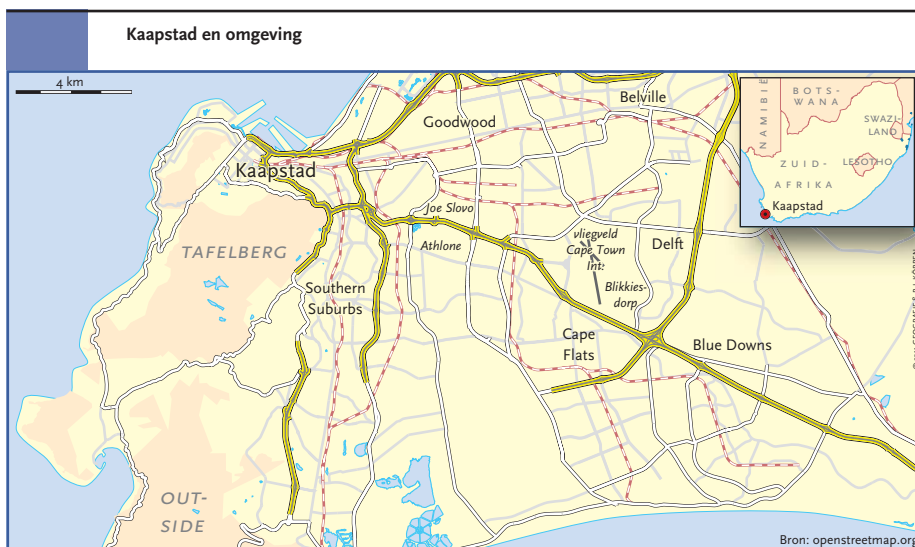 Kaapstad en omgeving
4 km
Belville
Goodwood
Kaapstad
Joe Slovo
Athlone
vliegveld
Cape Town
Int.
Delft
TAFELBERG
Blikkies-
dorp
Southern
Suburbs
Cape
Flats
Blue Downs
OUT-
SIDE
NAMIBIË
BOTS-
WANA
SWAZI-
LAND
ZUID-
AFRIKA
LESOTHO
Kaapstad
Bron: openstreetmap.org